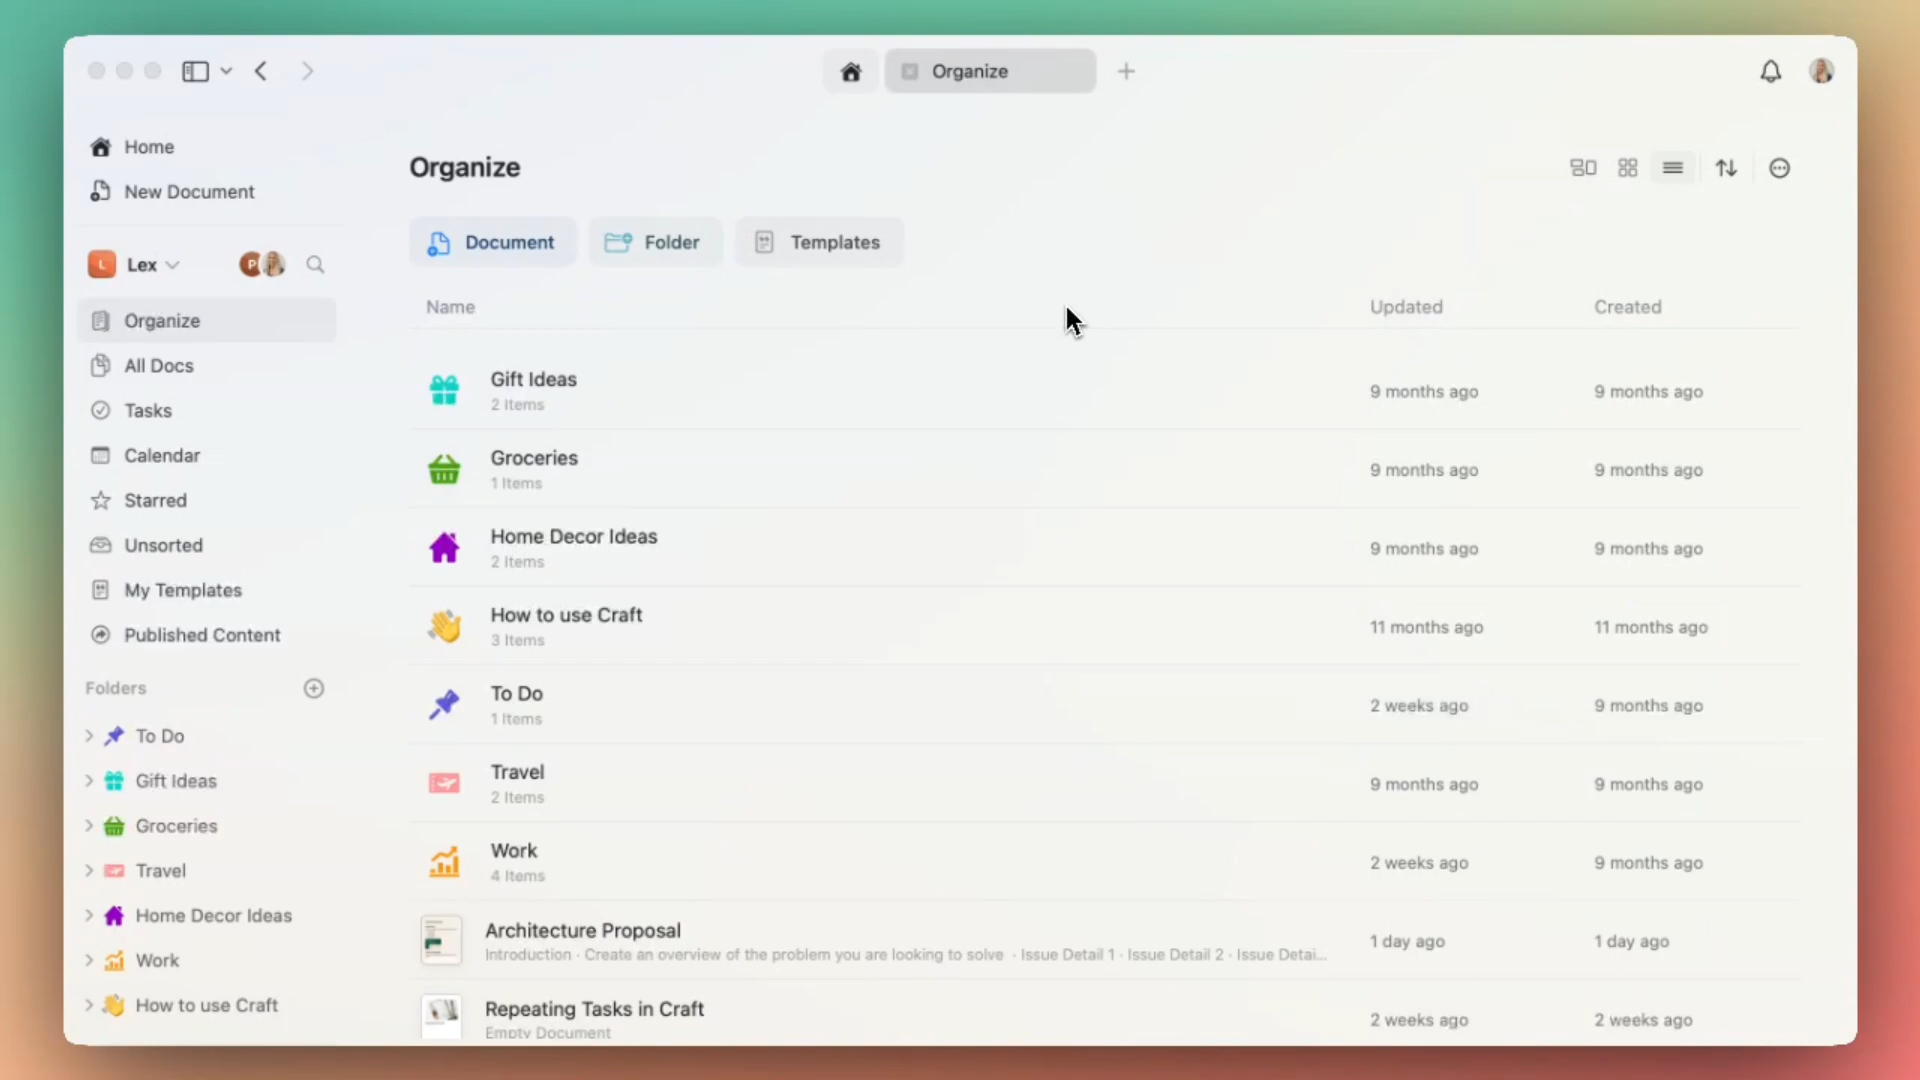 Organize
Home
New Document
L
Lex
P
Organize
All Docs
Tasks
Calendar
Starred
Unsorted
My Templates
Published Content
Folders
To Do
Gift Ideas
Groceries
Travel
Home Decor Ideas
Work
How to use Craft
Organize
Document
Folder
Templates
Name Updated Created
Gift Ideas
2 Items
9 months ago 9 months ago
Groceries
1 Items
9 months ago 9 months ago
Home Decor Ideas
2 Items
9 months ago 9 months ago
How to use Craft
3 Items
11 months ago 11 months ago
To Do
1 Items
2 weeks ago 9 months ago
Travel
2 Items
9 months ago 9 months ago
Work
4 Items
2 weeks ago 9 months ago
Architecture Proposal
Introduction · Create an overview of the problem you are looking to solve · Issue Detail 1 · Issue Detail 2 · Issue Detai...
1 day ago 1 day ago
Repeating Tasks in Craft
Empty Document
2 weeks ago 2 weeks ago